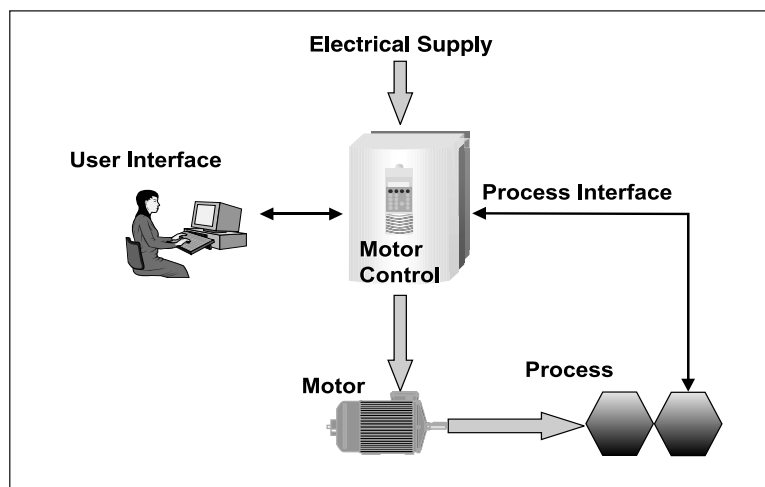 Electrical Supply
User Interface
Process Interface
Motor
Control
Motor
Process